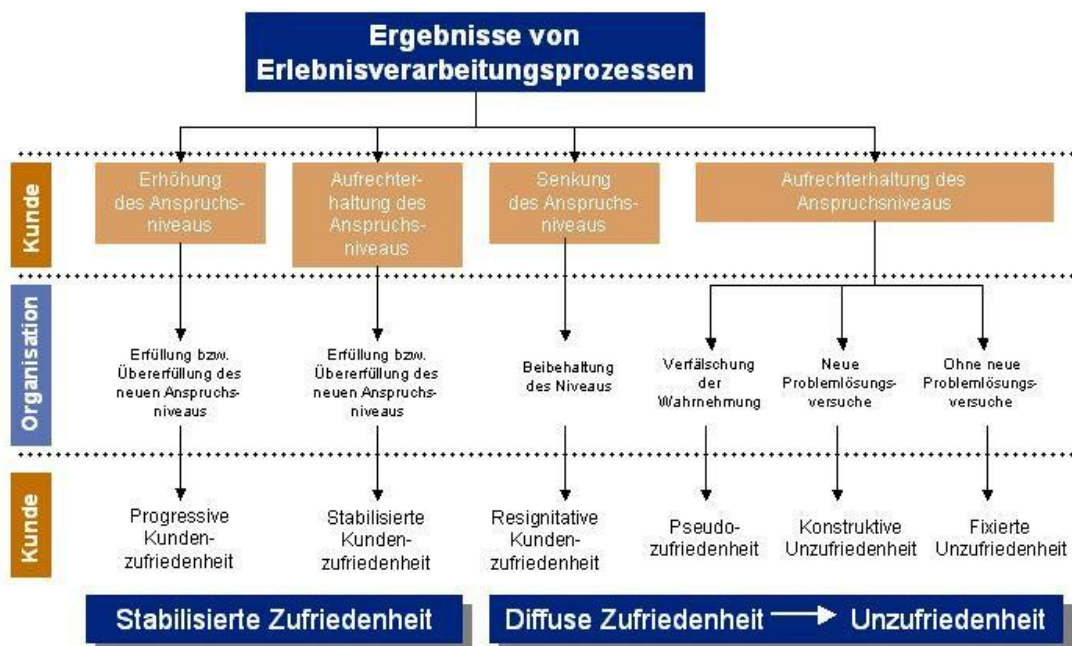 Ergebnisse von
Erlebnisverarbeitungsprozessen
Kunde
Erhöhung
des Anspruchs-
niveaus
Aufrechter-
haltung des
Anspruchs-
niveaus
Senkung
des Anspruchs-
niveaus
Aufrechterhaltung des
Anspruchsniveaus
Organisation
Erfüllung bzw.
Übererfüllung des
neuen Anspruchs-
niveaus
Erfüllung bzw.
Übererfüllung des
neuen Anspruchs-
niveaus
Beibehaltung
des Niveaus
Verfälschung
der
Wahrnehmung
Neue
Problemlösungs-
versuche
Ohne neue
Problemlösungs-
versuche
Kunde
Progressive
Kunden-
zufriedenheit
Stabilisierte
Kunden-
zufriedenheit
Resignitative
Kunden-
zufriedenheit
Pseudo-
zufriedenheit
Konstruktive
Unzufriedenheit
Fixierte
Unzufriedenheit
Stabilisierte Zufriedenheit
Diffuse Zufriedenheit → Unzufriedenheit